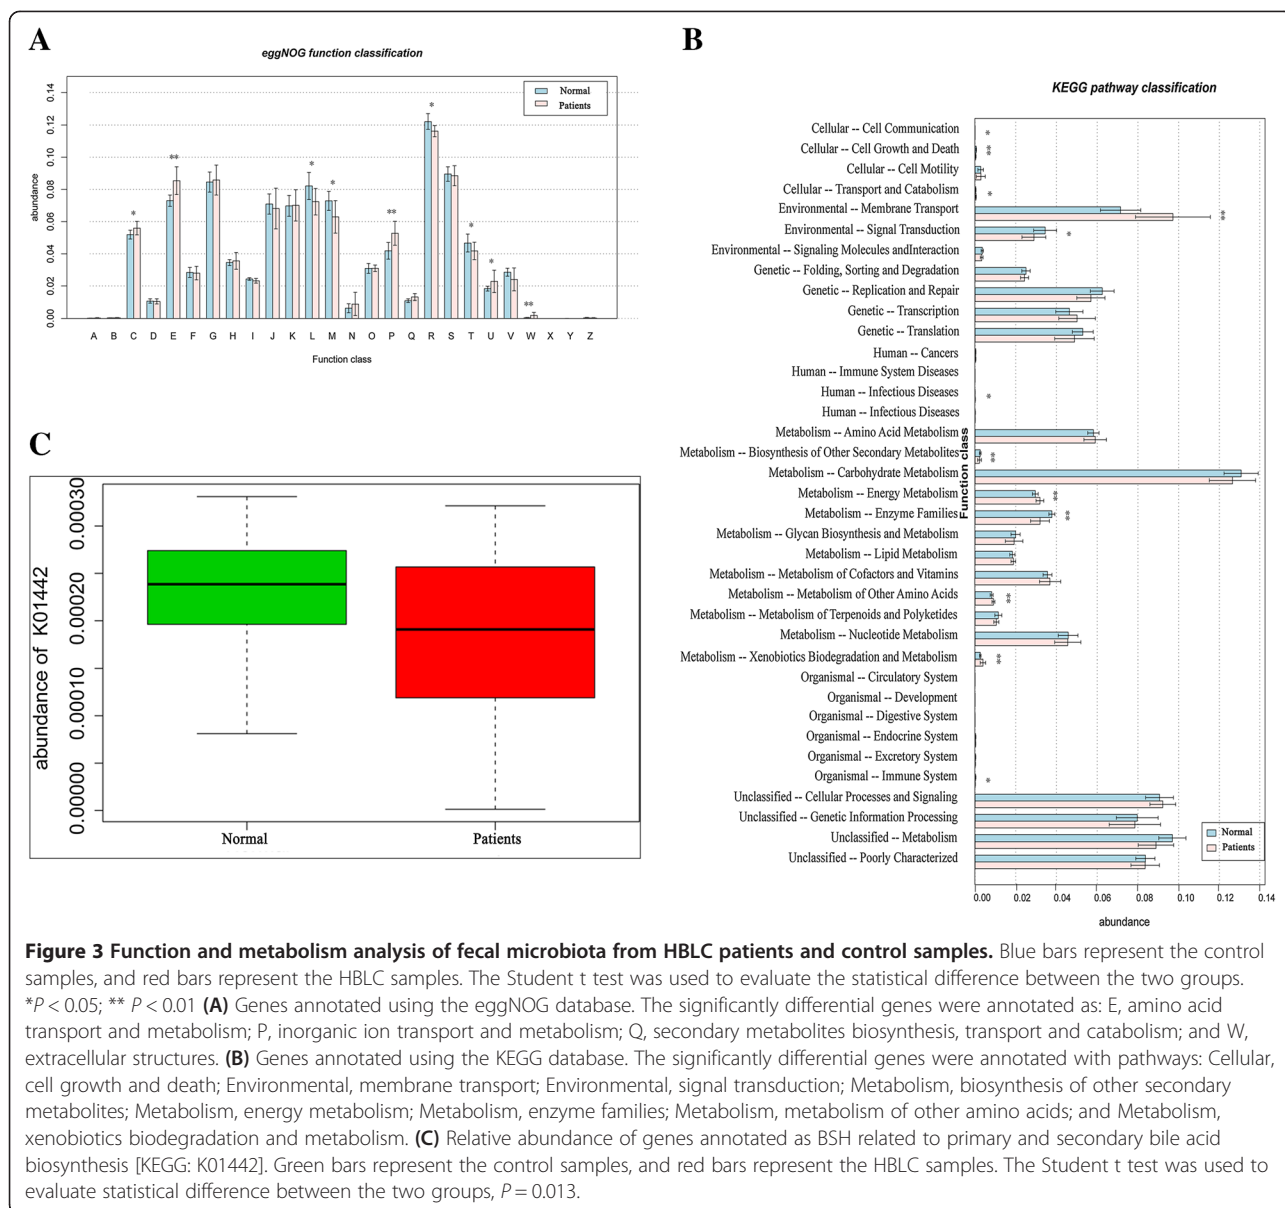 A
eggNOG function classification
0.14
0.12
0.10
0.08
0.06
0.04
0.02
0.00
abundance
Normal
Patients
*
**
*
*
**
*
*
*
**
A B C D E F G H I J K L M N O P Q R S T U V W X Y Z
Function class
B
KEGG pathway classification
Cellular -- Cell Communication *
Cellular -- Cell Growth and Death **
Cellular -- Cell Motility
Cellular -- Transport and Catabolism *
Environmental -- Membrane Transport **
Environmental -- Signal Transduction *
Environmental -- Signaling Molecules andInteraction
Genetic -- Folding, Sorting and Degradation
Genetic -- Replication and Repair
Genetic -- Transcription
Genetic -- Translation
Human -- Cancers
Human -- Immune System Diseases
Human -- Infectious Diseases *
Human -- Infectious Diseases
Metabolism -- Amino Acid Metabolism
Metabolism -- Biosynthesis of Other Secondary Metabolites **
Metabolism -- Carbohydrate Metabolism
Metabolism -- Energy Metabolism **
Metabolism -- Enzyme Families **
Metabolism -- Glycan Biosynthesis and Metabolism
Metabolism -- Lipid Metabolism
Metabolism -- Metabolism of Cofactors and Vitamins
Metabolism -- Metabolism of Other Amino Acids **
Metabolism -- Metabolism of Terpenoids and Polyketides
Metabolism -- Nucleotide Metabolism
Metabolism -- Xenobiotics Biodegradation and Metabolism **
Organismal -- Circulatory System
Organismal -- Development
Organismal -- Digestive System
Organismal -- Endocrine System
Organismal -- Excretory System
Organismal -- Immune System *
Unclassified -- Cellular Processes and Signaling
Unclassified -- Genetic Information Processing
Unclassified -- Metabolism
Unclassified -- Poorly Characterized
Function class
Normal
Patients
0.00 0.02 0.04 0.06 0.08 0.10 0.12 0.14
abundance
C
abundance of K01442
0.00030
0.00020
0.00010
0.00000
Normal Patients
Figure 3 Function and metabolism analysis of fecal microbiota from HBLC patients and control samples. Blue bars represent the control
samples, and red bars represent the HBLC samples. The Student t test was used to evaluate the statistical difference between the two groups.
*P < 0.05; ** P < 0.01 (A) Genes annotated using the eggNOG database. The significantly differential genes were annotated as: E, amino acid
transport and metabolism; P, inorganic ion transport and metabolism; Q, secondary metabolites biosynthesis, transport and catabolism; and W,
extracellular structures. (B) Genes annotated using the KEGG database. The significantly differential genes were annotated with pathways: Cellular,
cell growth and death; Environmental, membrane transport; Environmental, signal transduction; Metabolism, biosynthesis of other secondary
metabolites; Metabolism, energy metabolism; Metabolism, enzyme families; Metabolism, metabolism of other amino acids; and Metabolism,
xenobiotics biodegradation and metabolism. (C) Relative abundance of genes annotated as BSH related to primary and secondary bile acid
biosynthesis [KEGG: K01442]. Green bars represent the control samples, and red bars represent the HBLC samples. The Student t test was used to
evaluate statistical difference between the two groups, P = 0.013.